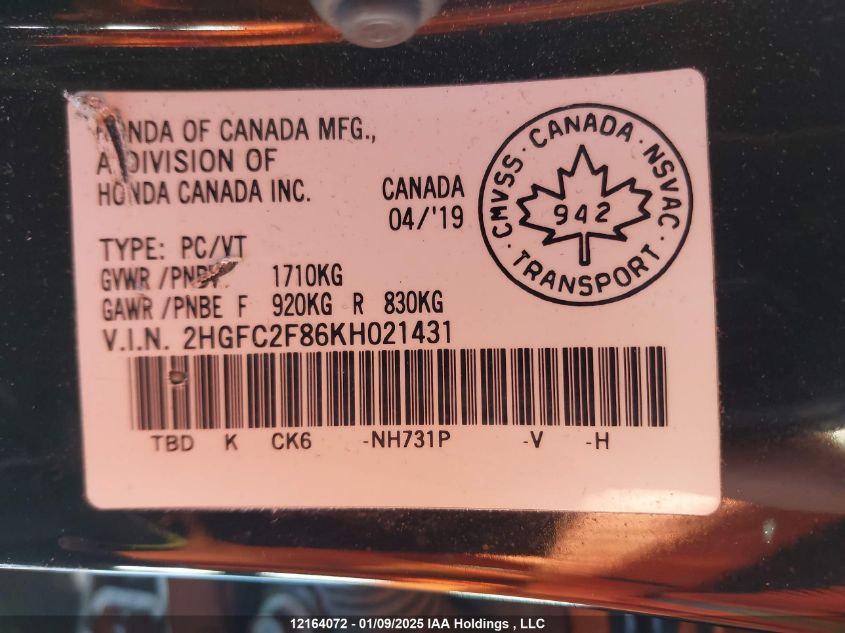 HONDA OF CANADA MFG.,
A DIVISION OF
HONDA CANADA INC.
CANADA
04/'19
CMVSS · CANADA · NSVAC
942
· TRANSPORT ·
TYPE: PC/VT
GVWR /PNBV 1710KG
GAWR /PNBE F 920KG R 830KG
V.I.N. 2HGFC2F86KH021431
TBD K CK6 -NH731P -V -H
12164072 - 01/09/2025 IAA Holdings , LLC